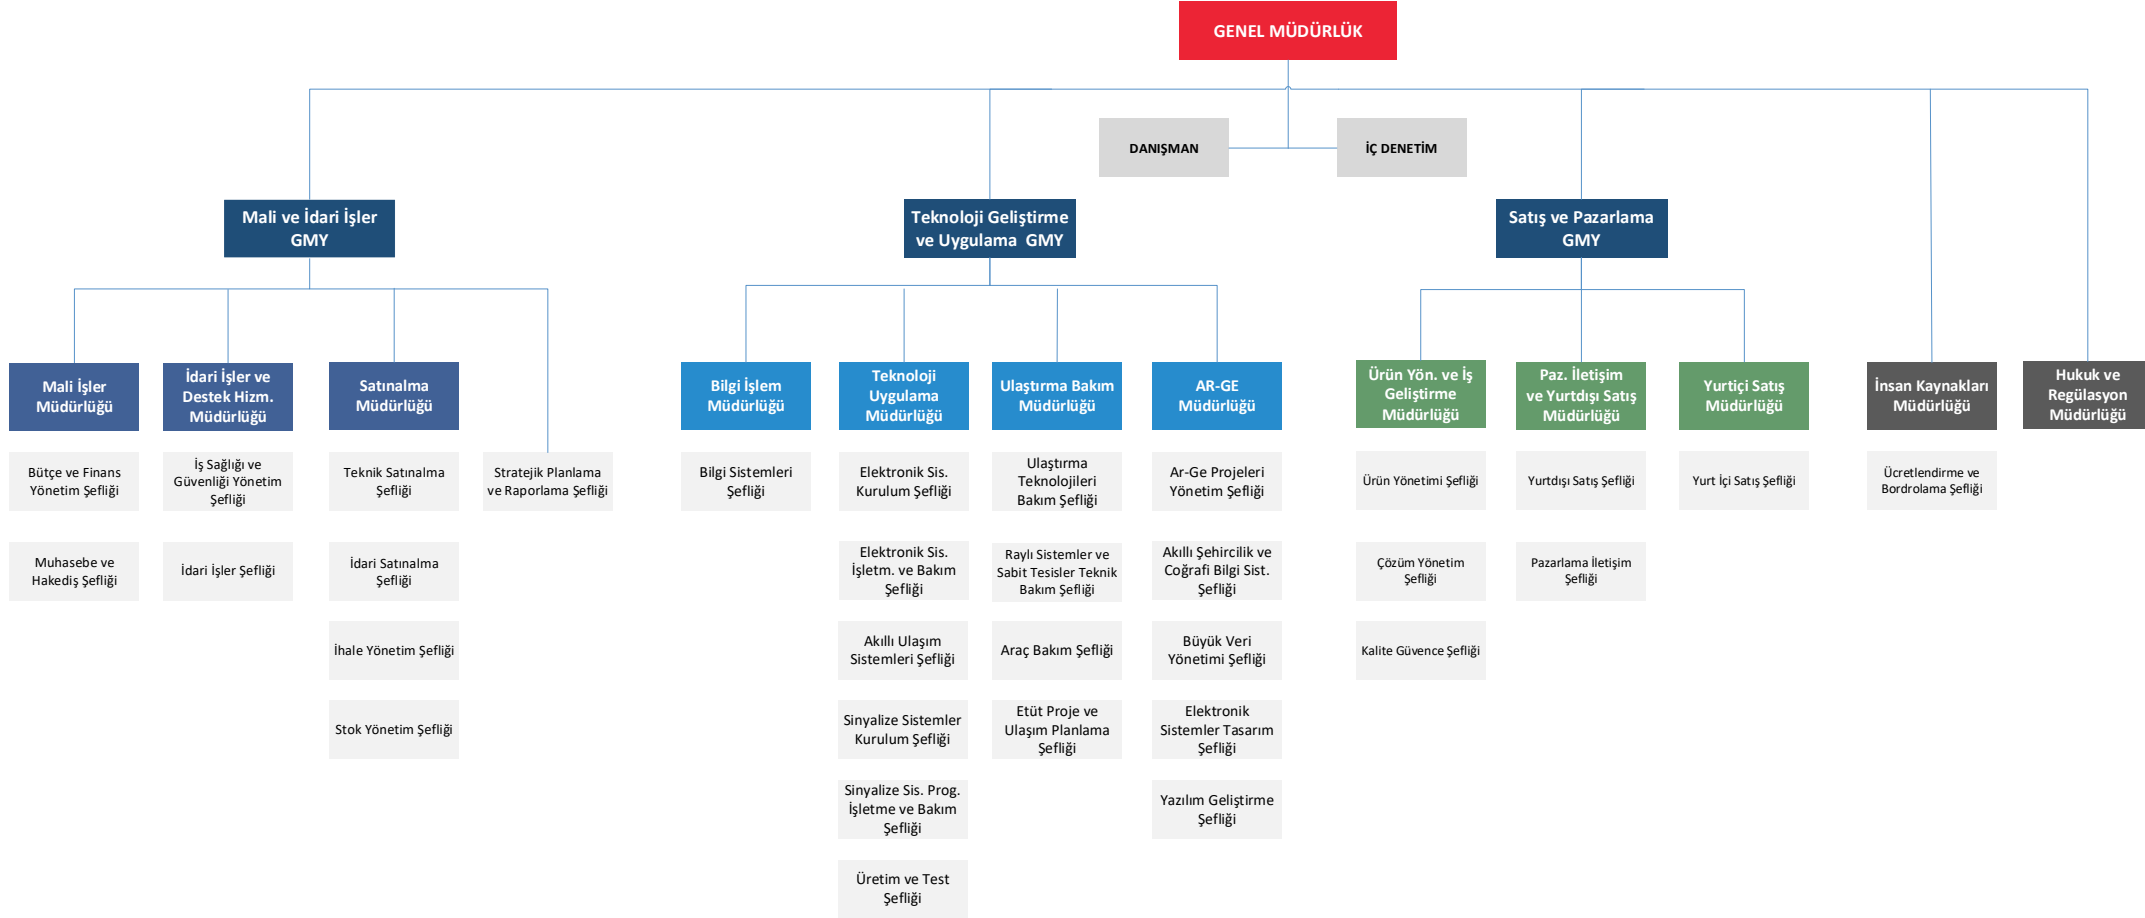 GENEL MÜDÜRLÜK
DANIŞMAN
İÇ DENETİM
Mali ve İdari İşler
GMY
Teknoloji Geliştirme
ve Uygulama GMY
Satış ve Pazarlama
GMY
Mali İşler
Müdürlüğü
İdari İşler ve
Destek Hizm.
Müdürlüğü
Satınalma
Müdürlüğü
Bilgi İşlem
Müdürlüğü
Teknoloji
Uygulama
Müdürlüğü
Ulaştırma Bakım
Müdürlüğü
AR-GE
Müdürlüğü
Ürün Yön. ve İş
Geliştirme
Müdürlüğü
Paz. İletişim
ve Yurtdışı Satış
Müdürlüğü
Yurtiçi Satış
Müdürlüğü
İnsan Kaynakları
Müdürlüğü
Hukuk ve
Regülasyon
Müdürlüğü
Bütçe ve Finans
Yönetim Şefliği
İş Sağlığı ve
Güvenliği Yönetim
Şefliği
Teknik Satınalma
Şefliği
Stratejik Planlama
ve Raporlama Şefliği
Bilgi Sistemleri
Şefliği
Elektronik Sis.
Kurulum Şefliği
Ulaştırma
Teknolojileri
Bakım Şefliği
Ar-Ge Projeleri
Yönetim Şefliği
Ürün Yönetimi Şefliği
Yurtdışı Satış Şefliği
Yurt İçi Satış Şefliği
Ücretlendirme ve
Bordrolama Şefliği
Muhasebe ve
Hakediş Şefliği
İdari İşler Şefliği
İdari Satınalma
Şefliği
Elektronik Sis.
İşletm. ve Bakım
Şefliği
Raylı Sistemler ve
Sabit Tesisler Teknik
Bakım Şefliği
Akıllı Şehircilik ve
Coğrafi Bilgi Sist.
Şefliği
Çözüm Yönetim
Şefliği
Pazarlama İletişim
Şefliği
İhale Yönetim Şefliği
Akıllı Ulaşım
Sistemleri Şefliği
Araç Bakım Şefliği
Büyük Veri
Yönetimi Şefliği
Kalite Güvence Şefliği
Stok Yönetim Şefliği
Sinyalize Sistemler
Kurulum Şefliği
Etüt Proje ve
Ulaşım Planlama
Şefliği
Elektronik
Sistemler Tasarım
Şefliği
Sinyalize Sis. Prog.
İşletme ve Bakım
Şefliği
Yazılım Geliştirme
Şefliği
Üretim ve Test
Şefliği